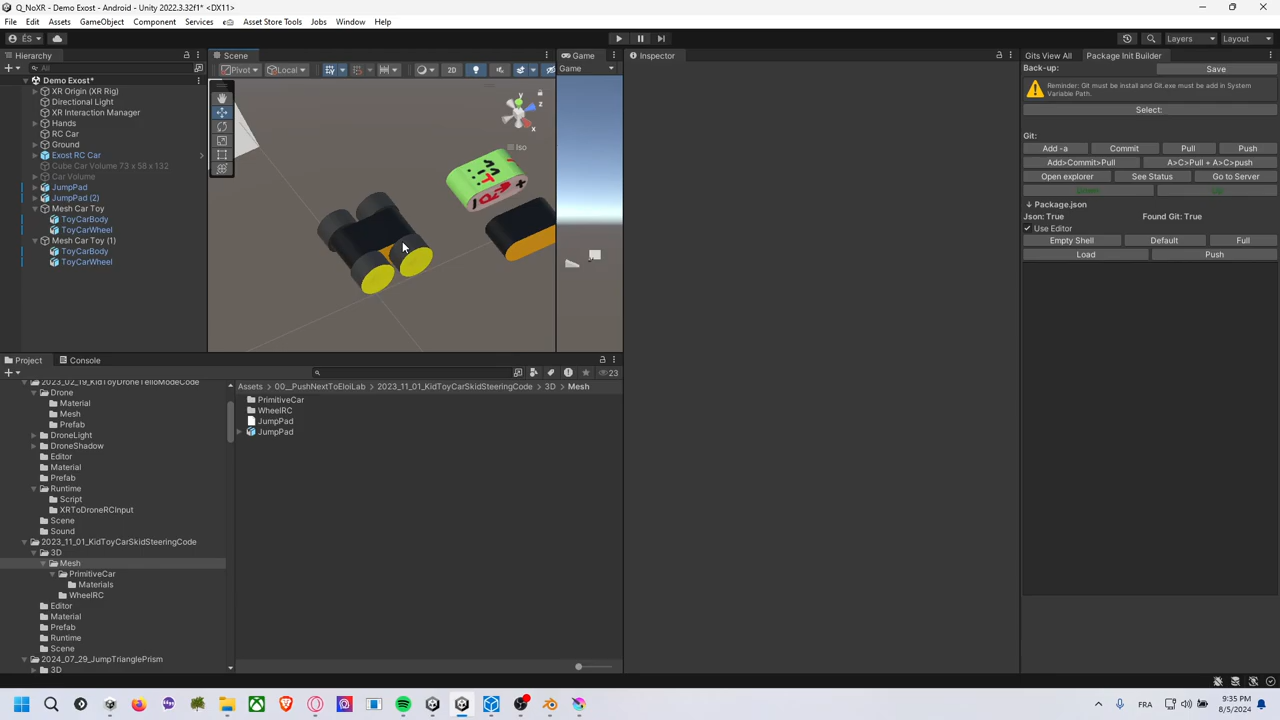 Q_NoXR - Demo Exost - Android - Unity 2022.3.32f1* <DX11>
File Edit Assets GameObject Component Services Asset Store Tools Jobs Window Help
ÉS Layers Layout
Hierarchy Scene Game Inspector Gits View All Package Init Builder
All Pivot Local 2D Game
Back-up: Save
Reminder: Git must be install and Git.exe must be add in System Variable Path.
Select:
Git:
Add -a Commit Pull Push
Add>Commit>Pull A>C>Pull + A>C>push
Open explorer See Status Go to Server
Down Up
Package.json
Json: True Found Git: True
Use Editor
Empty Shell Default Full
Load Push
Demo Exost*
XR Origin (XR Rig)
Directional Light
XR Interaction Manager
Hands
RC Car
Ground
Exost RC Car
Cube Car Volume 73 x 58 x 132
Car Volume
JumpPad
JumpPad (2)
Mesh Car Toy
ToyCarBody
ToyCarWheel
Mesh Car Toy (1)
ToyCarBody
ToyCarWheel
y
z
x
Iso
Project Console
23
2023_02_19_KidToyDroneTelloModeCode
Drone
Material
Mesh
Prefab
DroneLight
DroneShadow
Editor
Material
Prefab
Runtime
Script
XRToDroneRCInput
Scene
Sound
2023_11_01_KidToyCarSkidSteeringCode
3D
Mesh
PrimitiveCar
Materials
WheelRC
Editor
Material
Prefab
Runtime
Scene
2024_07_29_JumpTrianglePrism
3D
Assets 00__PushNextToEloiLab 2023_11_01_KidToyCarSkidSteeringCode 3D Mesh
PrimitiveCar
WheelRC
JumpPad
JumpPad
FRA 9:35 PM
8/5/2024